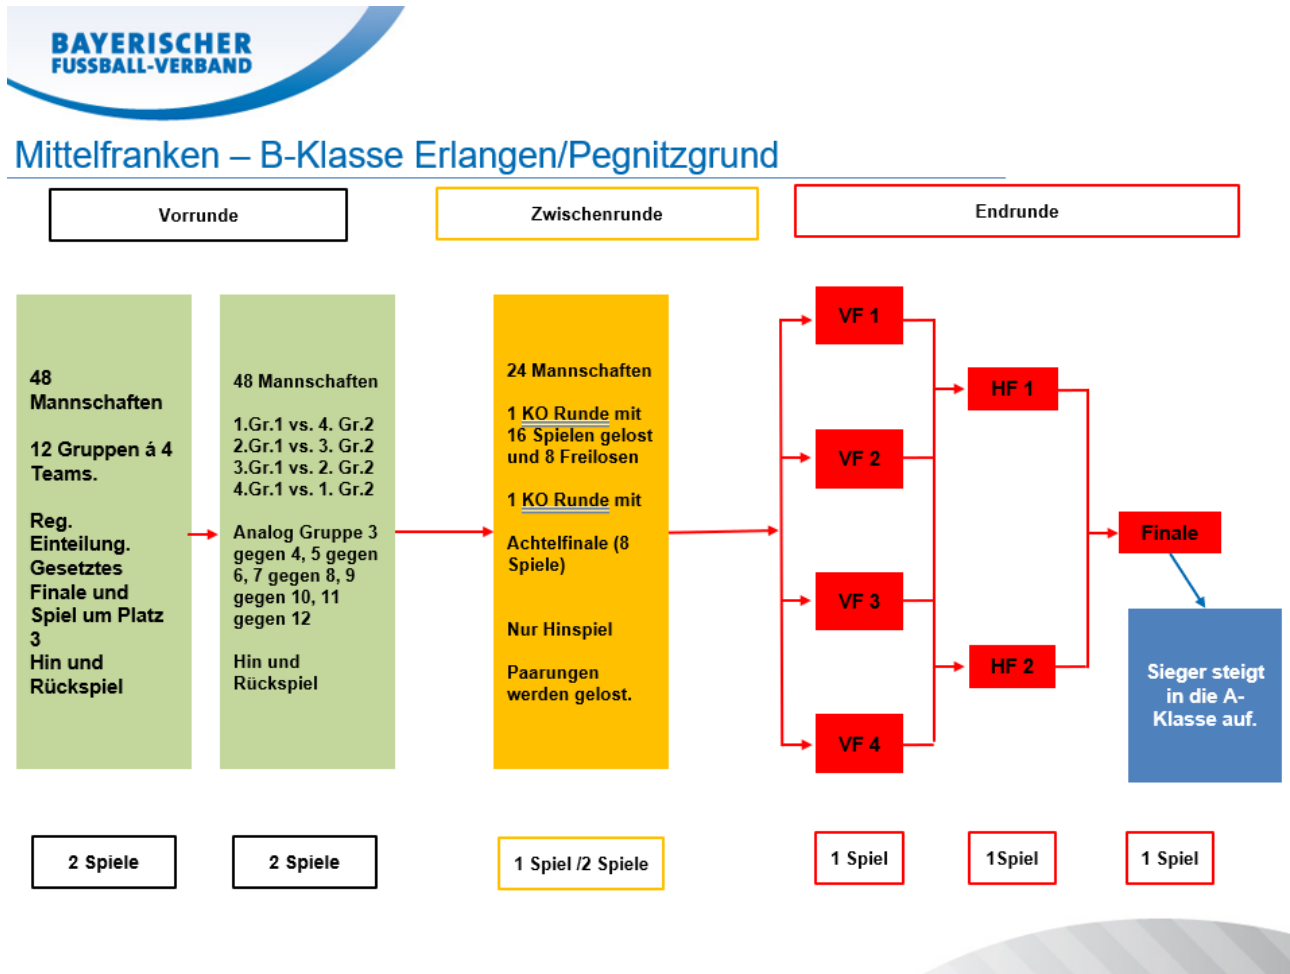 BAYERISCHER
FUSSBALL-VERBAND
Mittelfranken – B-Klasse Erlangen/Pegnitzgrund
Vorrunde
Zwischenrunde
Endrunde
48
Mannschaften
12 Gruppen á 4
Teams.
Reg.
Einteilung.
Gesetztes
Finale und
Spiel um Platz
3
Hin und
Rückspiel
48 Mannschaften
1.Gr.1 vs. 4. Gr.2
2.Gr.1 vs. 3. Gr.2
3.Gr.1 vs. 2. Gr.2
4.Gr.1 vs. 1. Gr.2
Analog Gruppe 3
gegen 4, 5 gegen
6, 7 gegen 8, 9
gegen 10, 11
gegen 12
Hin und
Rückspiel
24 Mannschaften
1 KO Runde mit
16 Spielen gelost
und 8 Freilosen
1 KO Runde mit
Achtelfinale (8
Spiele)
Nur Hinspiel
Paarungen
werden gelost.
VF 1
VF 2
VF 3
VF 4
HF 1
HF 2
Finale
Sieger steigt
in die A-
Klasse auf.
2 Spiele
2 Spiele
1 Spiel /2 Spiele
1 Spiel
1Spiel
1 Spiel